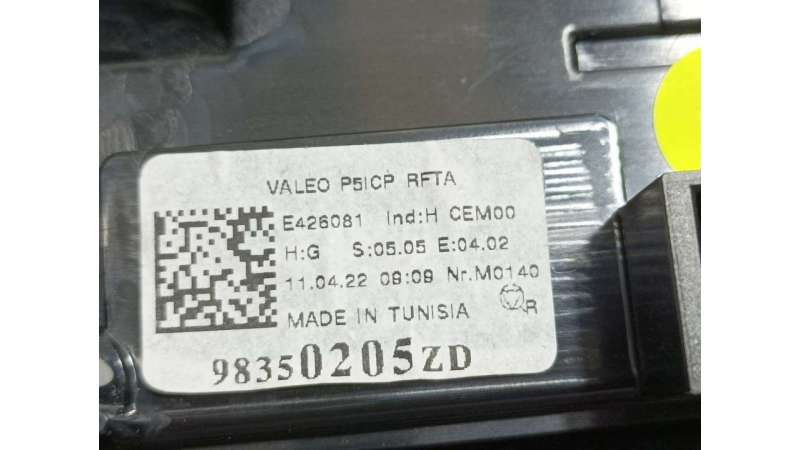 VALEO P5ICP RFTA
E426081 Ind:H CEM00
H:G S:05.05 E:04.02
11.04.22 09:09 Nr.M0140
MADE IN TUNISIA
R
98350205ZD